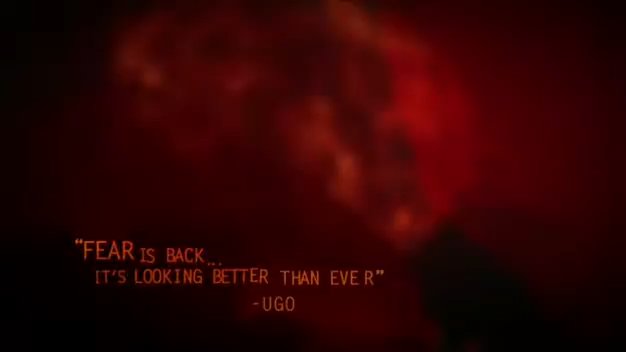 “FEAR IS BACK...
IT'S LOOKING BETTER THAN EVER”
-UGO